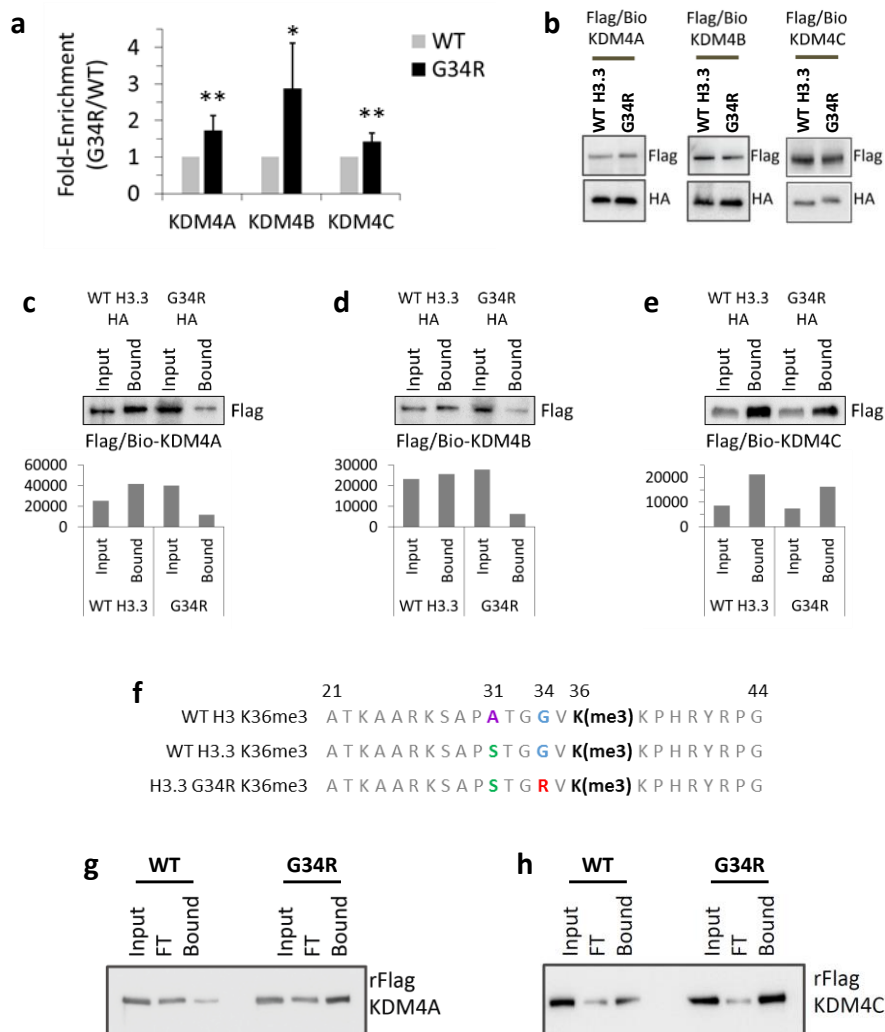 a
Fold-Enrichment
(G34R/WT)
4
3
2
1
0
**
*
**
WT
G34R
KDM4A
KDM4B
KDM4C
b
Flag/Bio
KDM4A
Flag/Bio
KDM4B
Flag/Bio
KDM4C
WT H3.3
G34R
WT H3.3
G34R
WT H3.3
G34R
Flag
Flag
Flag
HA
HA
HA
c
WT H3.3
HA
G34R
HA
Input
Bound
Input
Bound
Flag
Flag/Bio-KDM4A
60000
40000
20000
0
Input
Bound
Input
Bound
WT H3.3
G34R
d
WT H3.3
HA
G34R
HA
Input
Bound
Input
Bound
Flag
Flag/Bio-KDM4B
30000
20000
10000
0
Input
Bound
Input
Bound
WT H3.3
G34R
e
WT H3.3
HA
G34R
HA
Input
Bound
Input
Bound
Flag
Flag/Bio-KDM4C
20000
10000
0
Input
Bound
Input
Bound
WT H3.3
G34R
f
21 31 34 36 44
WT H3 K36me3 A T K A A R K S A P A T G G V K(me3) K P H R Y R P G
WT H3.3 K36me3 A T K A A R K S A P S T G G V K(me3) K P H R Y R P G
H3.3 G34R K36me3 A T K A A R K S A P S T G R V K(me3) K P H R Y R P G
g
WT
G34R
Input
FT
Bound
Input
FT
Bound
rFlag
KDM4A
h
WT
G34R
Input
FT
Bound
Input
FT
Bound
rFlag
KDM4C